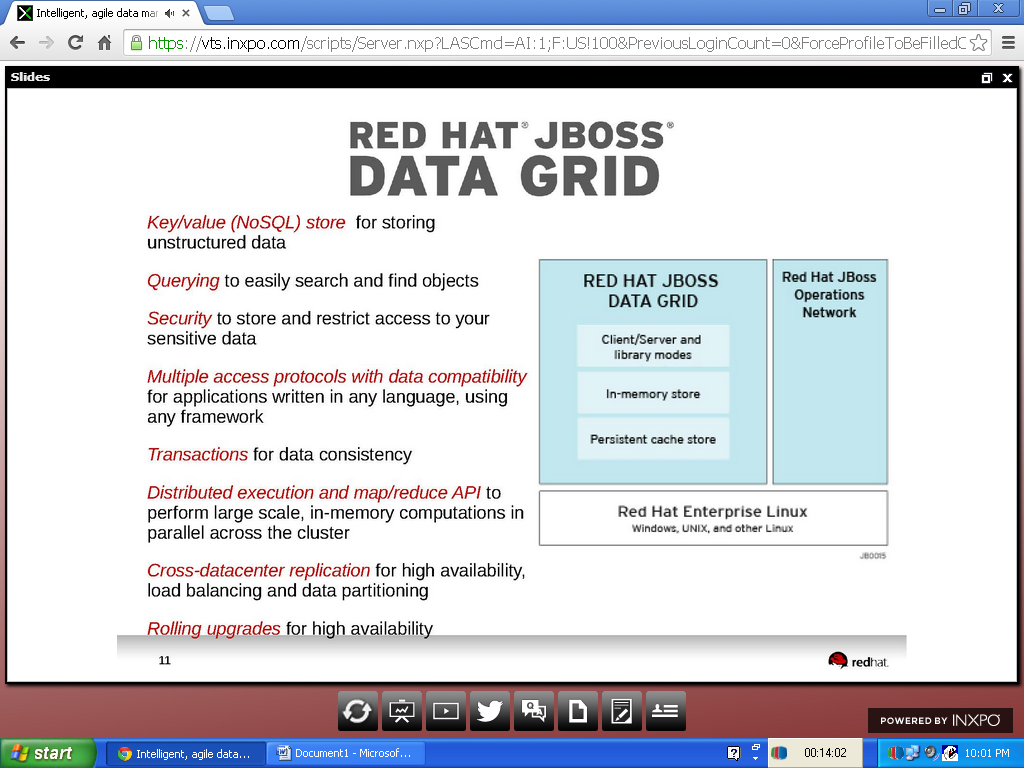 Intelligent, agile data mar
https://vts.inxpo.com/scripts/Server.nxp?LASCmd=AI:1;F:US!100&PreviousLoginCount=0&ForceProfileToBeFilledO
Slides
RED HAT® JBOSS®
DATA GRID
Key/value (NoSQL) store for storing
unstructured data
Querying to easily search and find objects
Security to store and restrict access to your
sensitive data
Multiple access protocols with data compatibility
for applications written in any language, using
any framework
Transactions for data consistency
Distributed execution and map/reduce API to
perform large scale, in-memory computations in
parallel across the cluster
Cross-datacenter replication for high availability,
load balancing and data partitioning
Rolling upgrades for high availability
RED HAT JBOSS
DATA GRID
Client/Server and
library modes
In-memory store
Persistent cache store
Red Hat JBoss
Operations
Network
Red Hat Enterprise Linux
Windows, UNIX, and other Linux
JB0015
11
redhat.
POWERED BY INXPO
start
Intelligent, agile data...
Document1 - Microsof...
00:14:02
10:01 PM